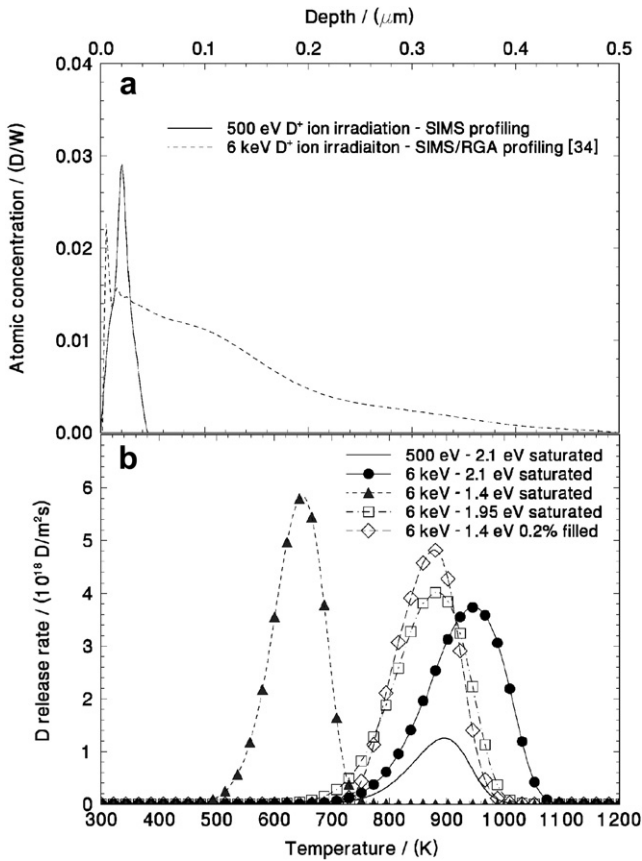 Depth / (μm)
0.0 0.1 0.2 0.3 0.4 0.5
a
0.04
0.03
0.02
0.01
0.00
Atomic concentration / (D/W)
500 eV D⁺ ion irradiation - SIMS profiling
6 keV D⁺ ion irradiaiton - SIMS/RGA profiling [34]
b
6
5
4
3
2
1
0
D release rate / (10¹⁸ D/m²s)
500 eV - 2.1 eV saturated
6 keV - 2.1 eV saturated
6 keV - 1.4 eV saturated
6 keV - 1.95 eV saturated
6 keV - 1.4 eV 0.2% filled
300 400 500 600 700 800 900 1000 1100 1200
Temperature / (K)